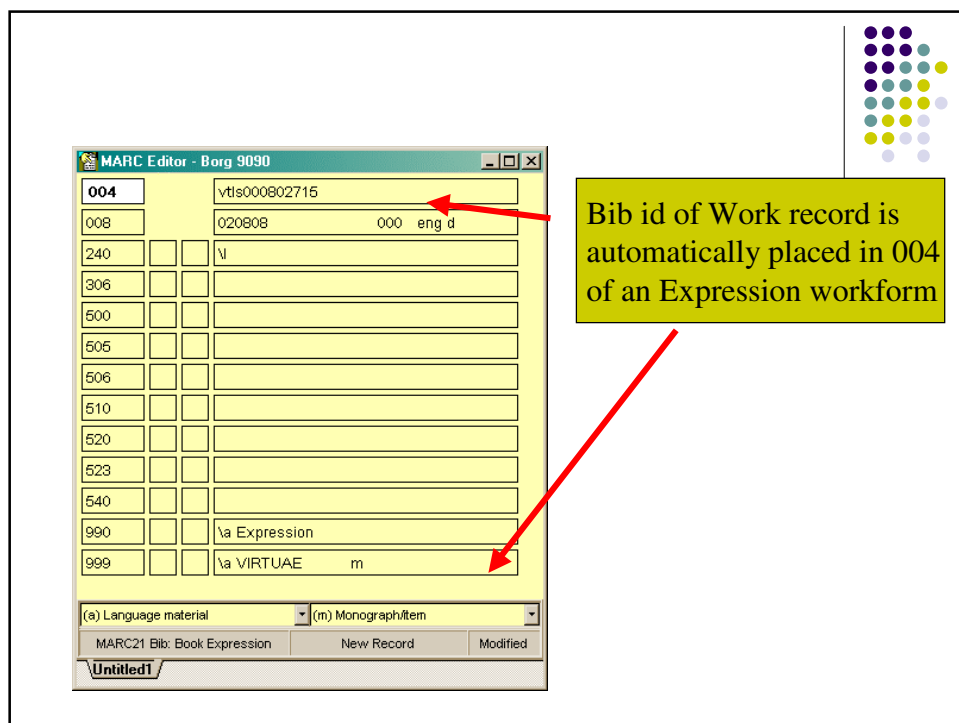 MARC Editor - Borg 9090
004 vtls000802715
008 020808 000 eng d
240 \l
306
500
505
506
510
520
523
540
990 \a Expression
999 \a VIRTUAE m
(a) Language material (m) Monograph/Item
MARC21 Bib: Book Expression New Record Modified
Untitled1
Bib id of Work record is
automatically placed in 004
of an Expression workform